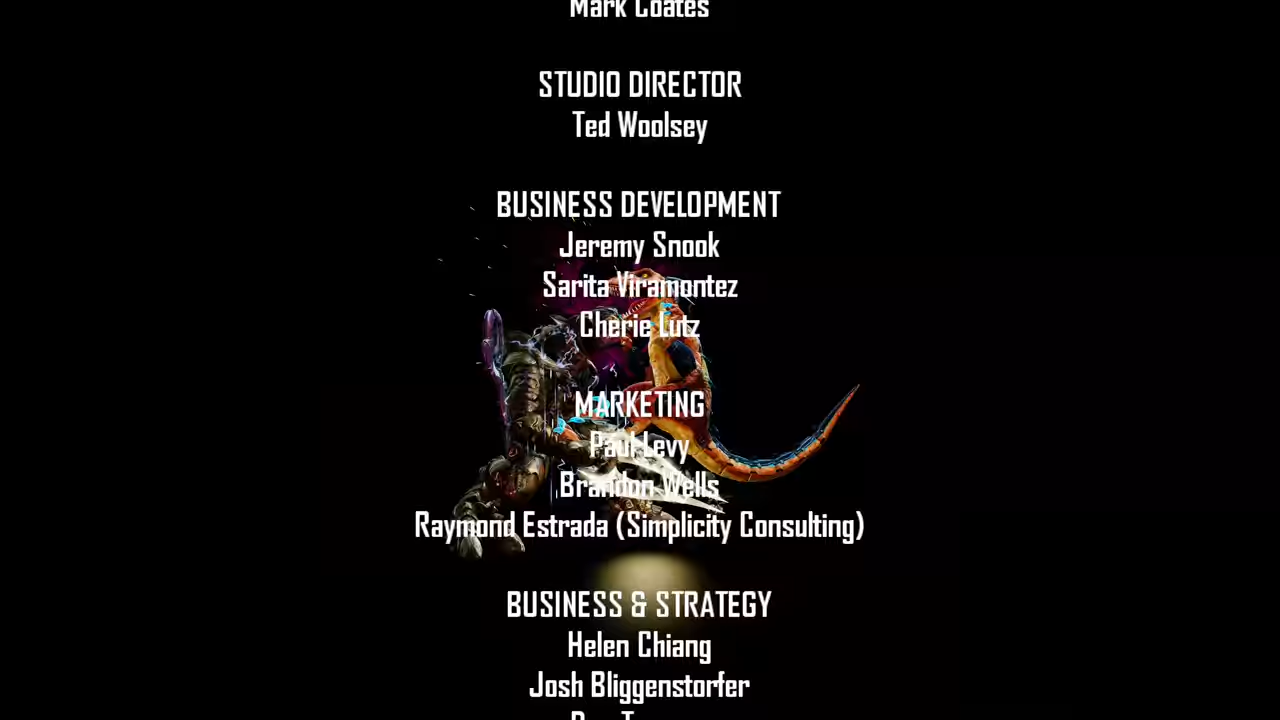 Mark Coates
STUDIO DIRECTOR
Ted Woolsey
BUSINESS DEVELOPMENT
Jeremy Snook
Sarita Viramontez
Cherie Lutz
MARKETING
Paul Levy
Brandon Wells
Raymond Estrada (Simplicity Consulting)
BUSINESS & STRATEGY
Helen Chiang
Josh Bliggenstorfer